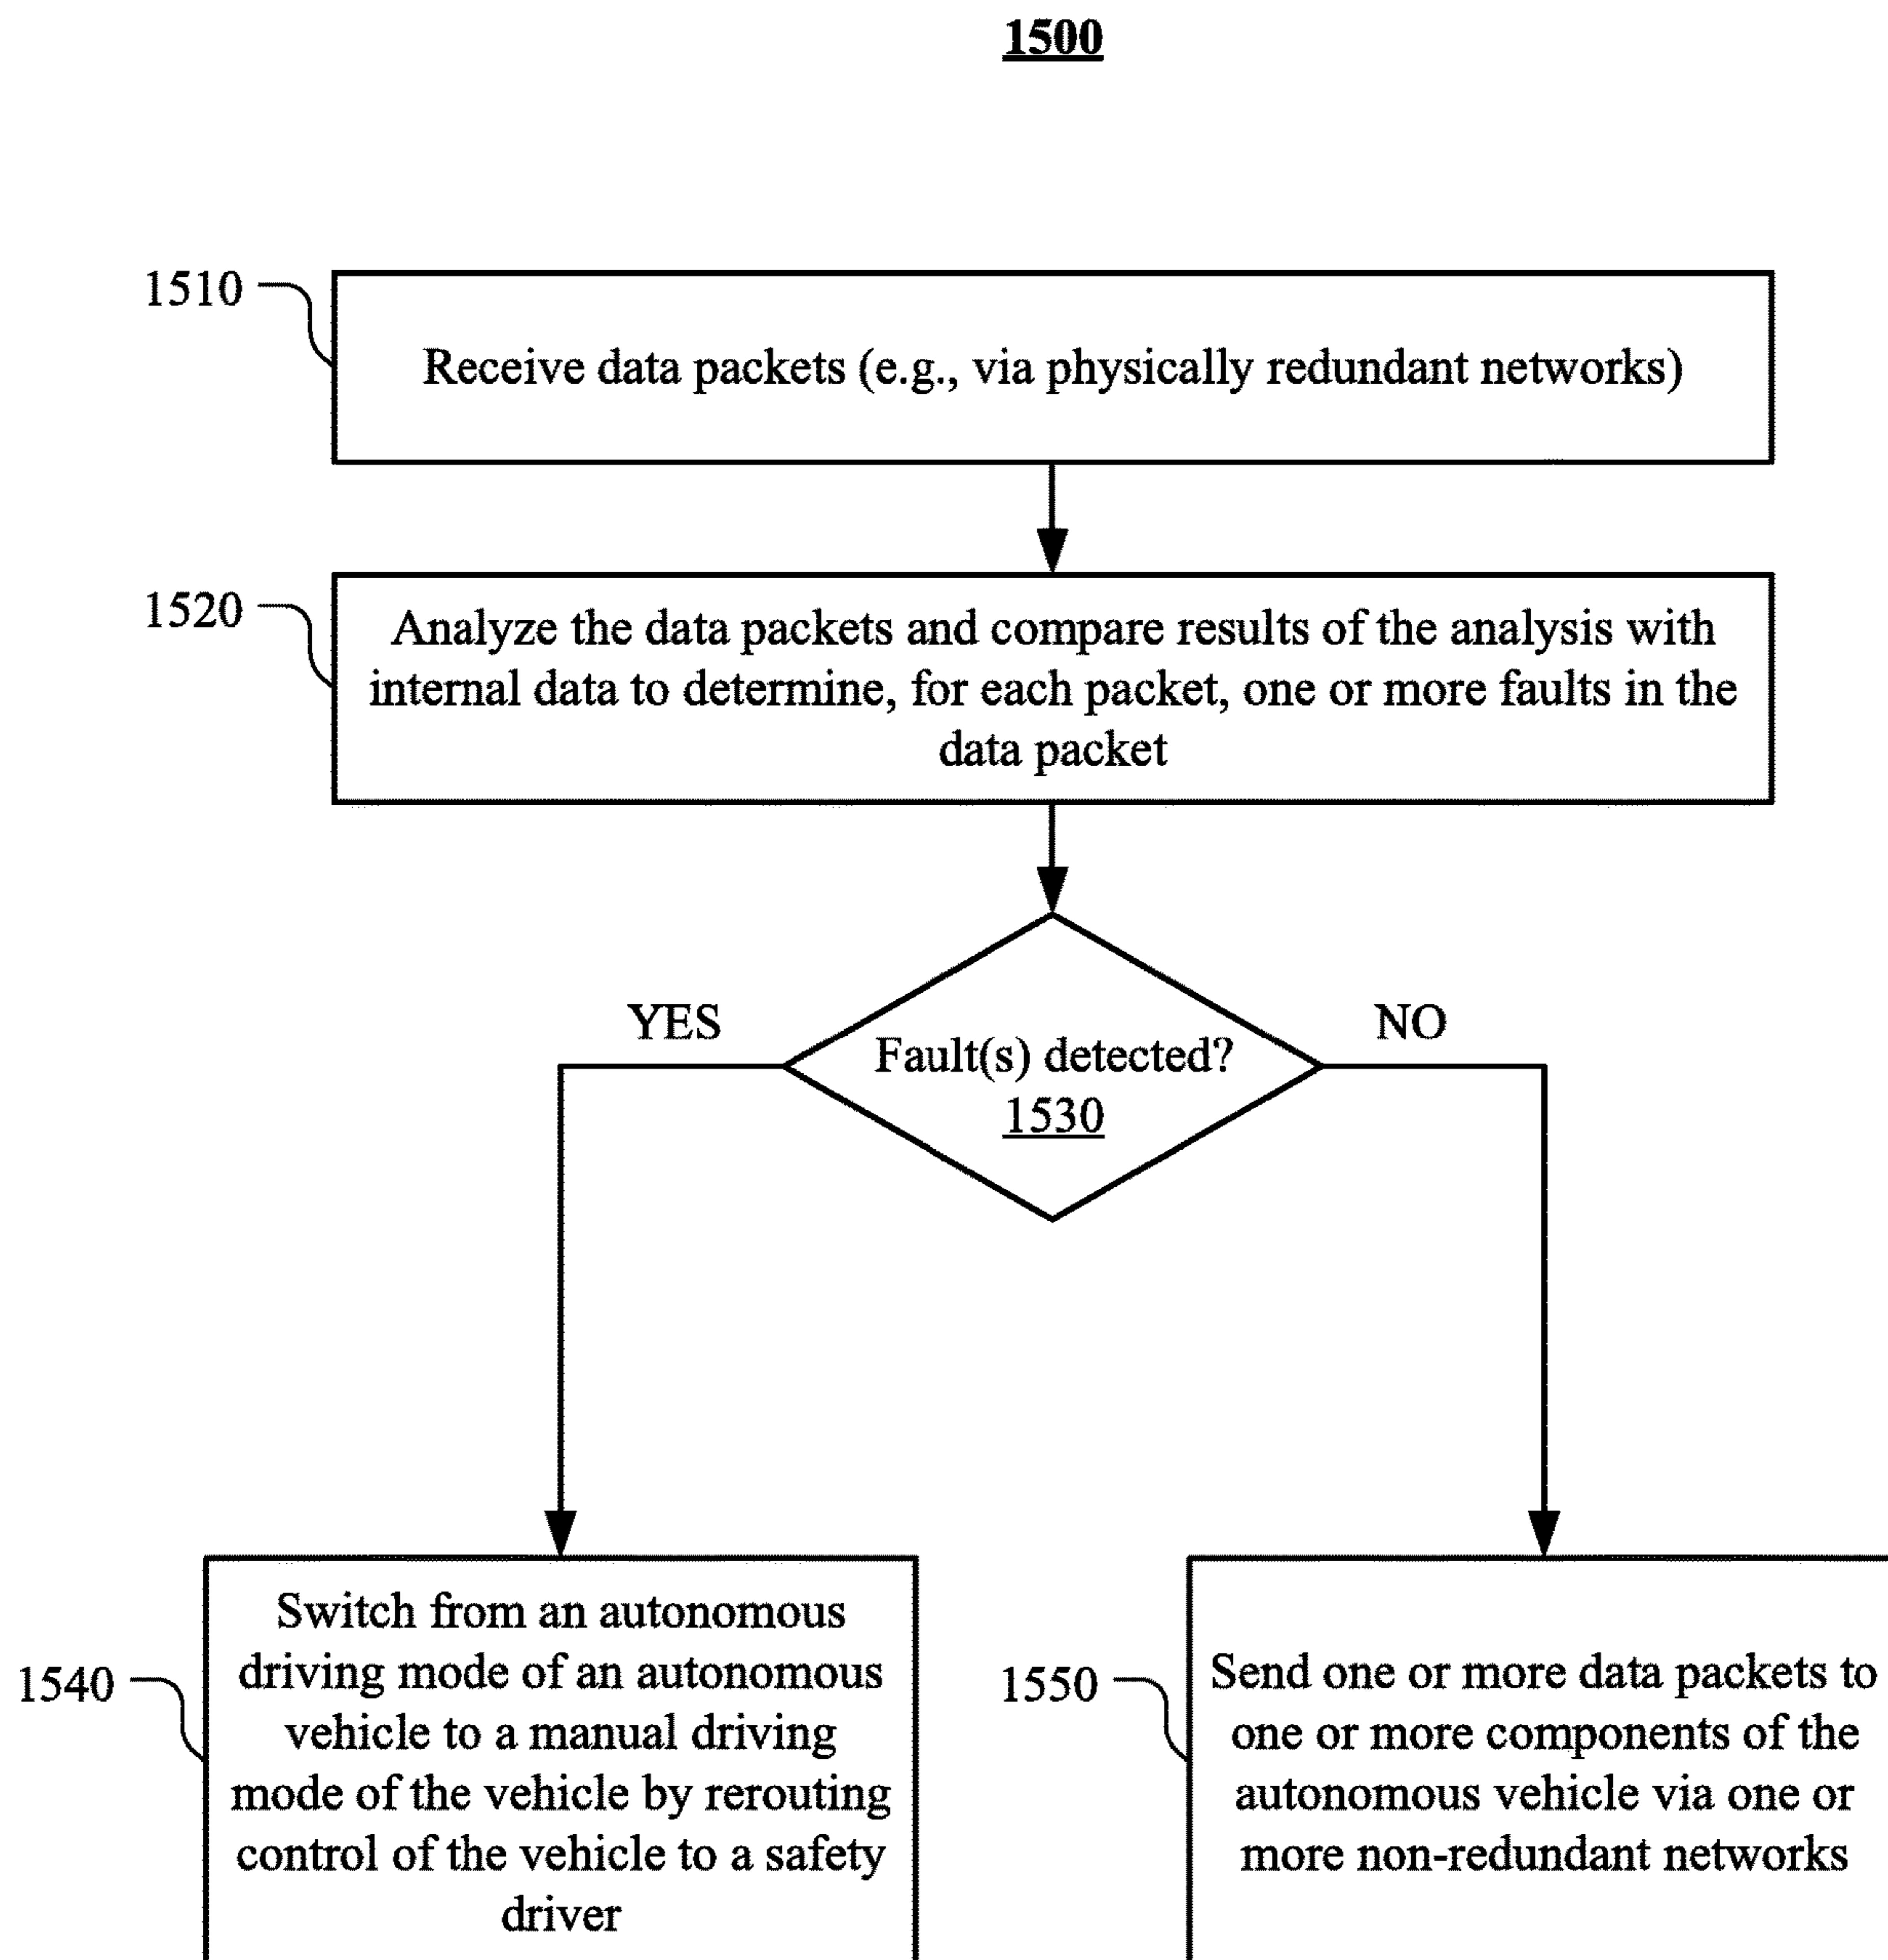 1500
1510
Receive data packets (e.g., via physically redundant networks)
1520
Analyze the data packets and compare results of the analysis with
internal data to determine, for each packet, one or more faults in the
data packet
YES
NO
Fault(s) detected?
1530
1540
Switch from an autonomous
driving mode of an autonomous
vehicle to a manual driving
mode of the vehicle by rerouting
control of the vehicle to a safety
driver
1550
Send one or more data packets to
one or more components of the
autonomous vehicle via one or
more non-redundant networks